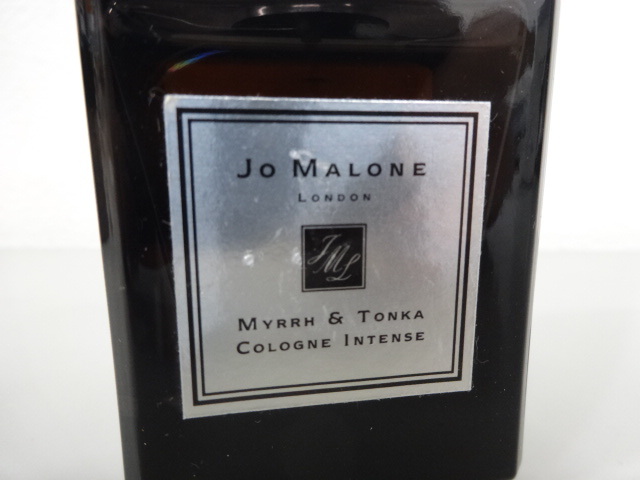 JO MALONE
LONDON
JML
MYRRH & TONKA
COLOGNE INTENSE